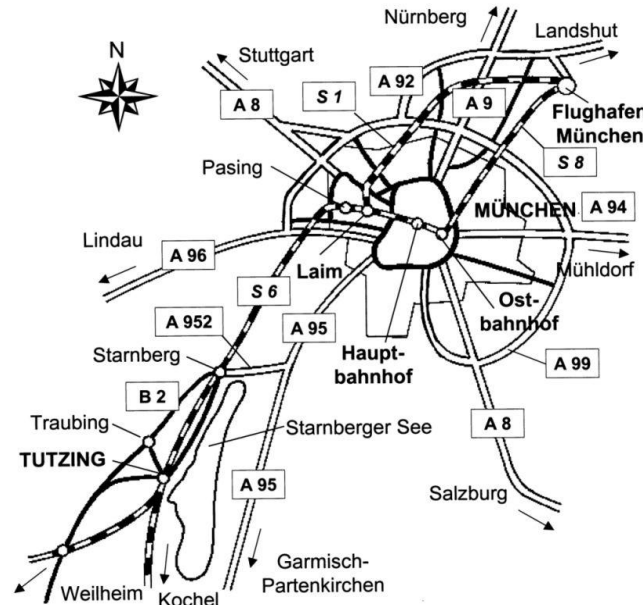 Nürnberg
Landshut
N
Stuttgart
A 92
A 8
S 1
A 9
Flughafen
München
S 8
Pasing
MÜNCHEN
A 94
Lindau
A 96
Laim
Mühldorf
S 6
Ost-
bahnhof
A 952
A 95
Haupt-
bahnhof
A 99
Starnberg
B 2
Traubing
Starnberger See
A 8
TUTZING
A 95
Salzburg
Garmisch-
Partenkirchen
Weilheim
Kochel